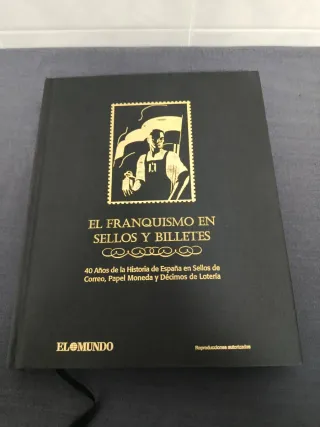 EL FRANQUISMO EN
SELLOS Y BILLETES
40 Años de la Historia de España en Sellos de
Correo, Papel Moneda y Décimos de Lotería
EL MUNDO
Reproducciones autorizadas